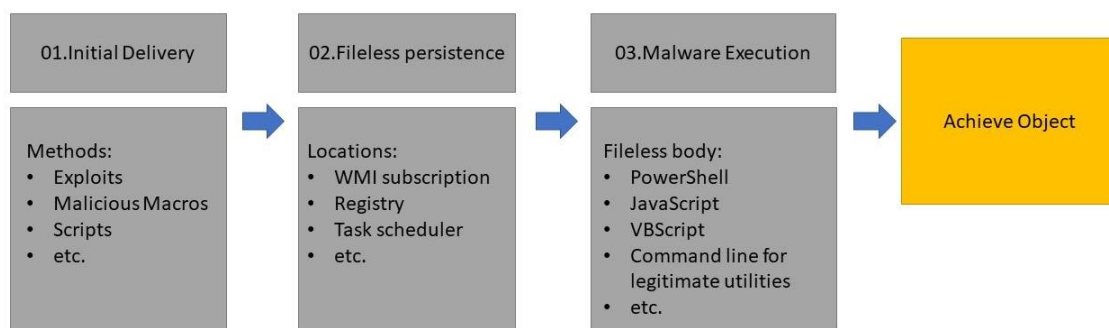 01.Initial Delivery
Methods:
• Exploits
• Malicious Macros
• Scripts
• etc.
02.Fileless persistence
Locations:
• WMI subscription
• Registry
• Task scheduler
• etc.
03.Malware Execution
Fileless body:
• PowerShell
• JavaScript
• VBScript
• Command line for
legitimate utilities
• etc.
Achieve Object